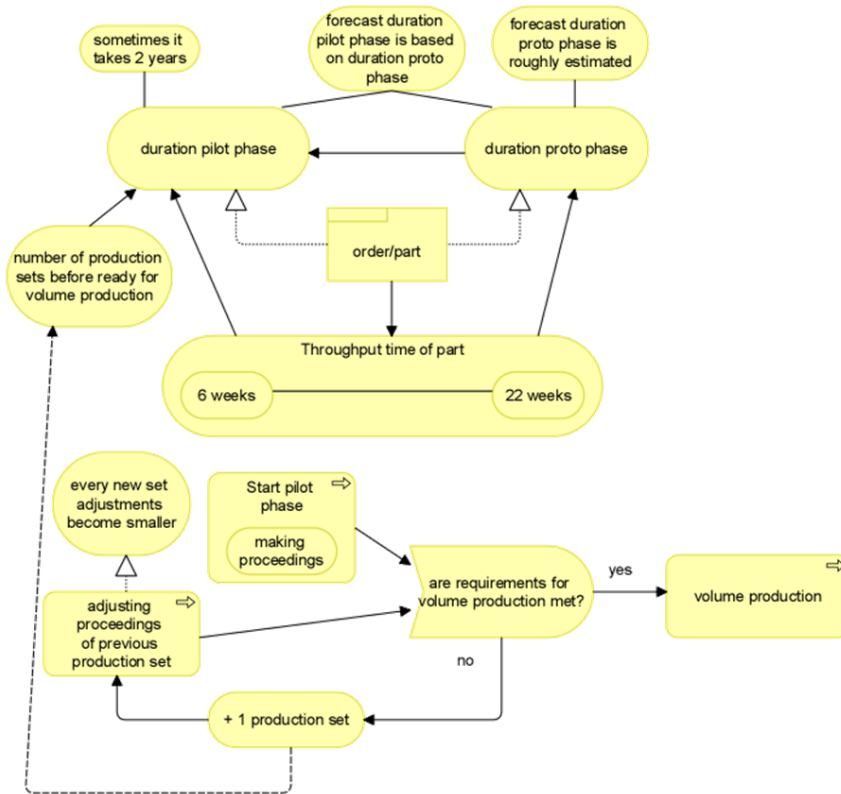 sometimes it
takes 2 years
forecast duration
pilot phase is based
on duration proto
phase
forecast duration
proto phase is
roughly estimated
duration pilot phase
duration proto phase
number of production
sets before ready for
volume production
order/part
Throughput time of part
6 weeks
22 weeks
every new set
adjustments
become smaller
Start pilot
phase
making
proceedings
are requirements for
volume production met?
yes
volume production
adjusting
proceedings
of previous
production set
no
+ 1 production set